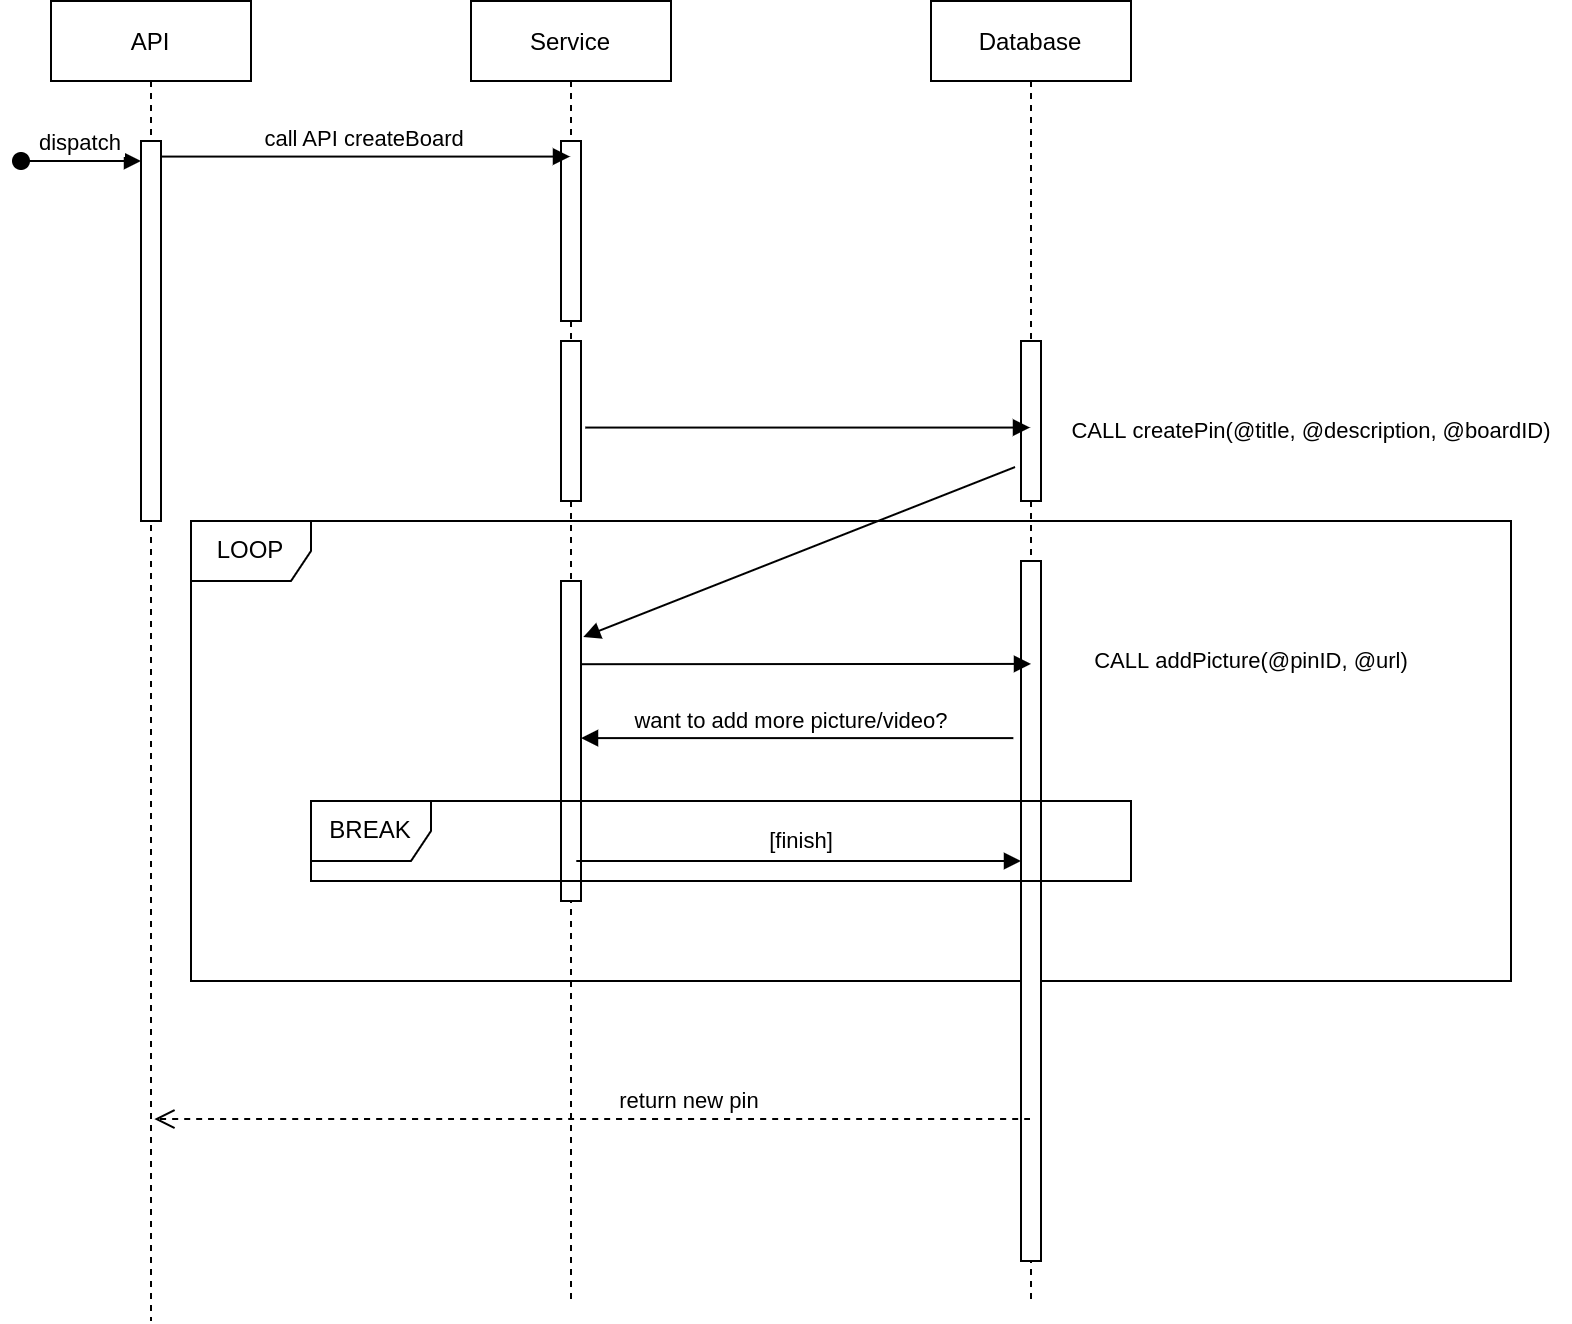 API
Service
Database
dispatch
call API createBoard
CALL createPin(@title, @description, @boardID)
LOOP
CALL addPicture(@pinID, @url)
want to add more picture/video?
BREAK
[finish]
return new pin